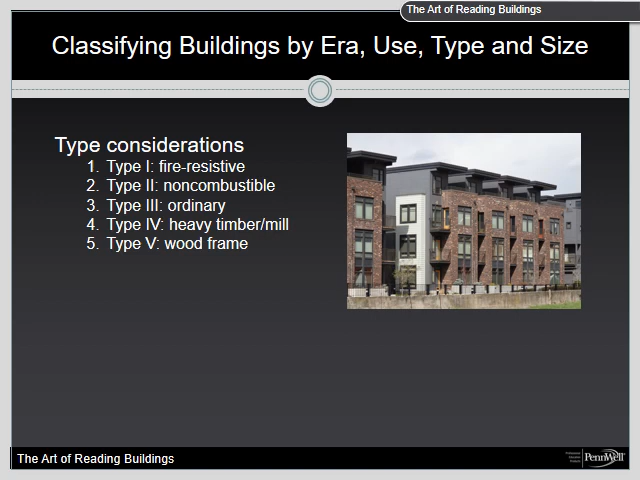 The Art of Reading Buildings
Classifying Buildings by Era, Use, Type and Size
Type considerations
1. Type I: fire-resistive
2. Type II: noncombustible
3. Type III: ordinary
4. Type IV: heavy timber/mill
5. Type V: wood frame
The Art of Reading Buildings
PennWell